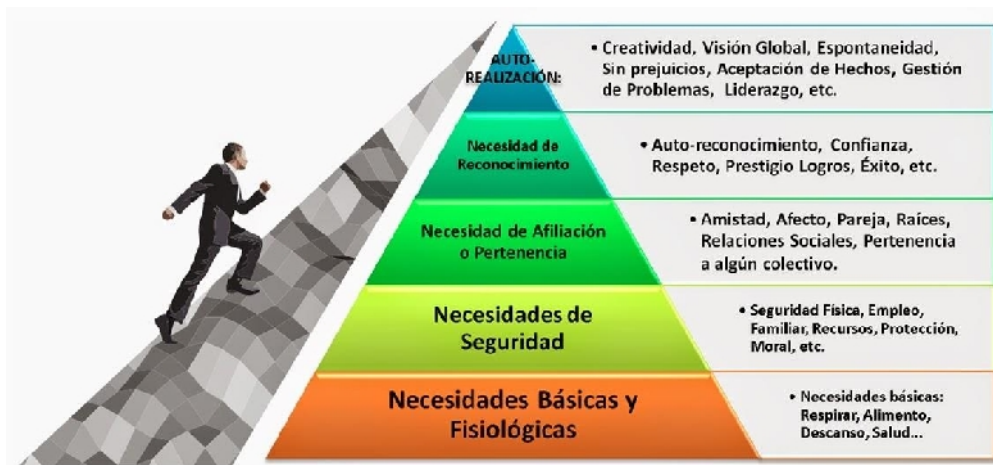 AUTO-
REALIZACIÓN:
• Creatividad, Visión Global, Espontaneidad,
Sin prejuicios, Aceptación de Hechos, Gestión
de Problemas, Liderazgo, etc.
Necesidad de
Reconocimiento
• Auto-reconocimiento, Confianza,
Respeto, Prestigio Logros, Éxito, etc.
Necesidad de Afiliación
o Pertenencia
• Amistad, Afecto, Pareja, Raíces,
Relaciones Sociales, Pertenencia
a algún colectivo.
Necesidades de
Seguridad
• Seguridad Física, Empleo,
Familiar, Recursos, Protección,
Moral, etc.
Necesidades Básicas y
Fisiológicas
• Necesidades básicas:
Respirar, Alimento,
Descanso, Salud...